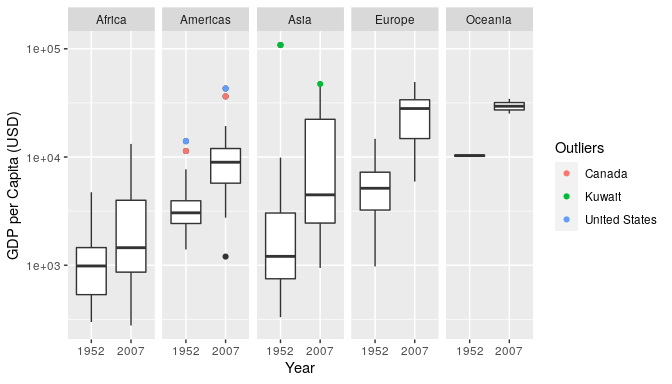 Africa Americas Asia Europe Oceania
1e+05
1e+04
1e+03
GDP per Capita (USD)
1952 2007 1952 2007 1952 2007 1952 2007 1952 2007
Year
Outliers
Canada
Kuwait
United States